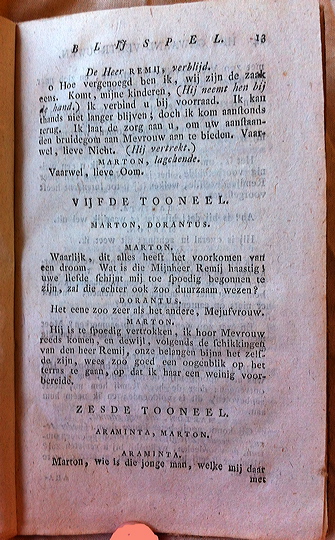 BLYSPEL. 13
De Heer REMIJ, verblijd.
o Hoe vergenoegd ben ik, wij zijn de zaak
eens. Komt, mijne kinderen, (Hij neemt hen bij
de hand.) ik verbind u bij voorraad. Ik kan
thands niet langer blijven; doch ik kom aanstonds
terug. Ik laat de zorg aan u, om uw aanstaan-
den bruidegom aan Mevrouw aan te bieden. Vaar-
wel, lieve Nicht. (Hij vertrekt.)
MARTON, lagchende.
Vaarwel, lieve Oom.
VIJFDE TOONEEL.
MARTON, DORANTUS.
MARTON.
Waarlijk, dit alles heeft het voorkomen van
een droom. Wat is die Mijnheer Remij haastig;
uwe liefde schijnt mij toe spoedig begonnen te
zijn, zal die echter ook zoo duurzaam wezen?
DORANTUS.
Het eene zoo zeer als het andere, Mejufvrouw.
MARTON.
Hij is te spoedig vertrokken, ik hoor Mevrouw
reeds komen, en dewijl, volgends de schikkingen
van den heer Remij, onze belangen bijna het zelf-
de zijn, wees zoo goed een oogenblik op het
terras te gaan, op dat ik haar een weinig voor-
bereide.
ZESDE TOONEEL.
ARAMINTA, MARTON.
ARAMINTA.
Marton, wie is die jonge man, welke mij daar
met